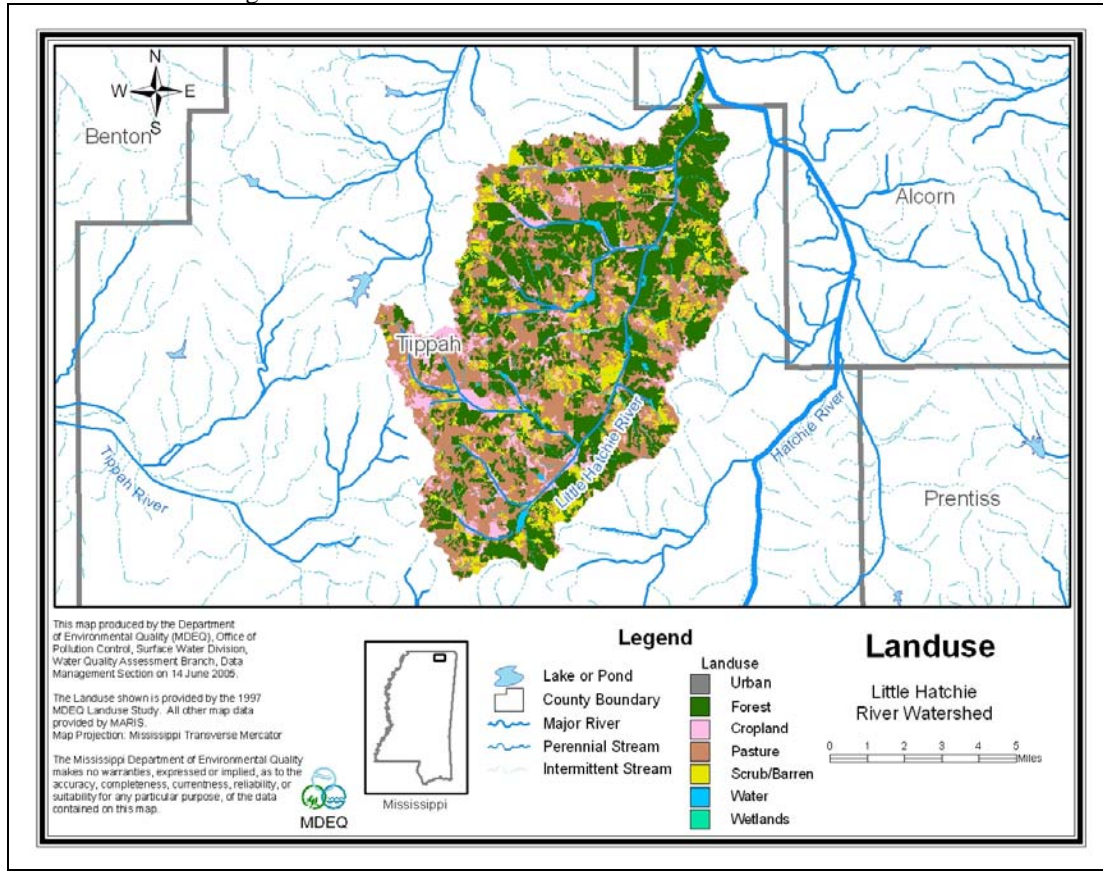 N
W E
S
Benton
Alcorn
Tippah
Little Hatchie River
Hatchie River
Tippah River
Prentiss
This map produced by the Department
of Environmental Quality (MDEQ), Office of
Pollution Control, Surface Water Division,
Water Quality Assessment Branch, Data
Management Section on 14 June 2005.
The Landuse shown is provided by the 1997
MDEQ Landuse Study. All other map data
provided by MARIS.
Map Projection: Mississippi Transverse Mercator
The Mississippi Department of Environmental Quality
makes no warranties, expressed or implied, as to the
accuracy, completeness, currentness, reliability, or
suitability for any particular purpose, of the data
contained on this map.
MDEQ
Mississippi
Legend
Lake or Pond
County Boundary
Major River
Perennial Stream
Intermittent Stream
Landuse
Urban
Forest
Cropland
Pasture
Scrub/Barren
Water
Wetlands
Landuse
Little Hatchie
River Watershed
0 1 2 3 4 5
Miles